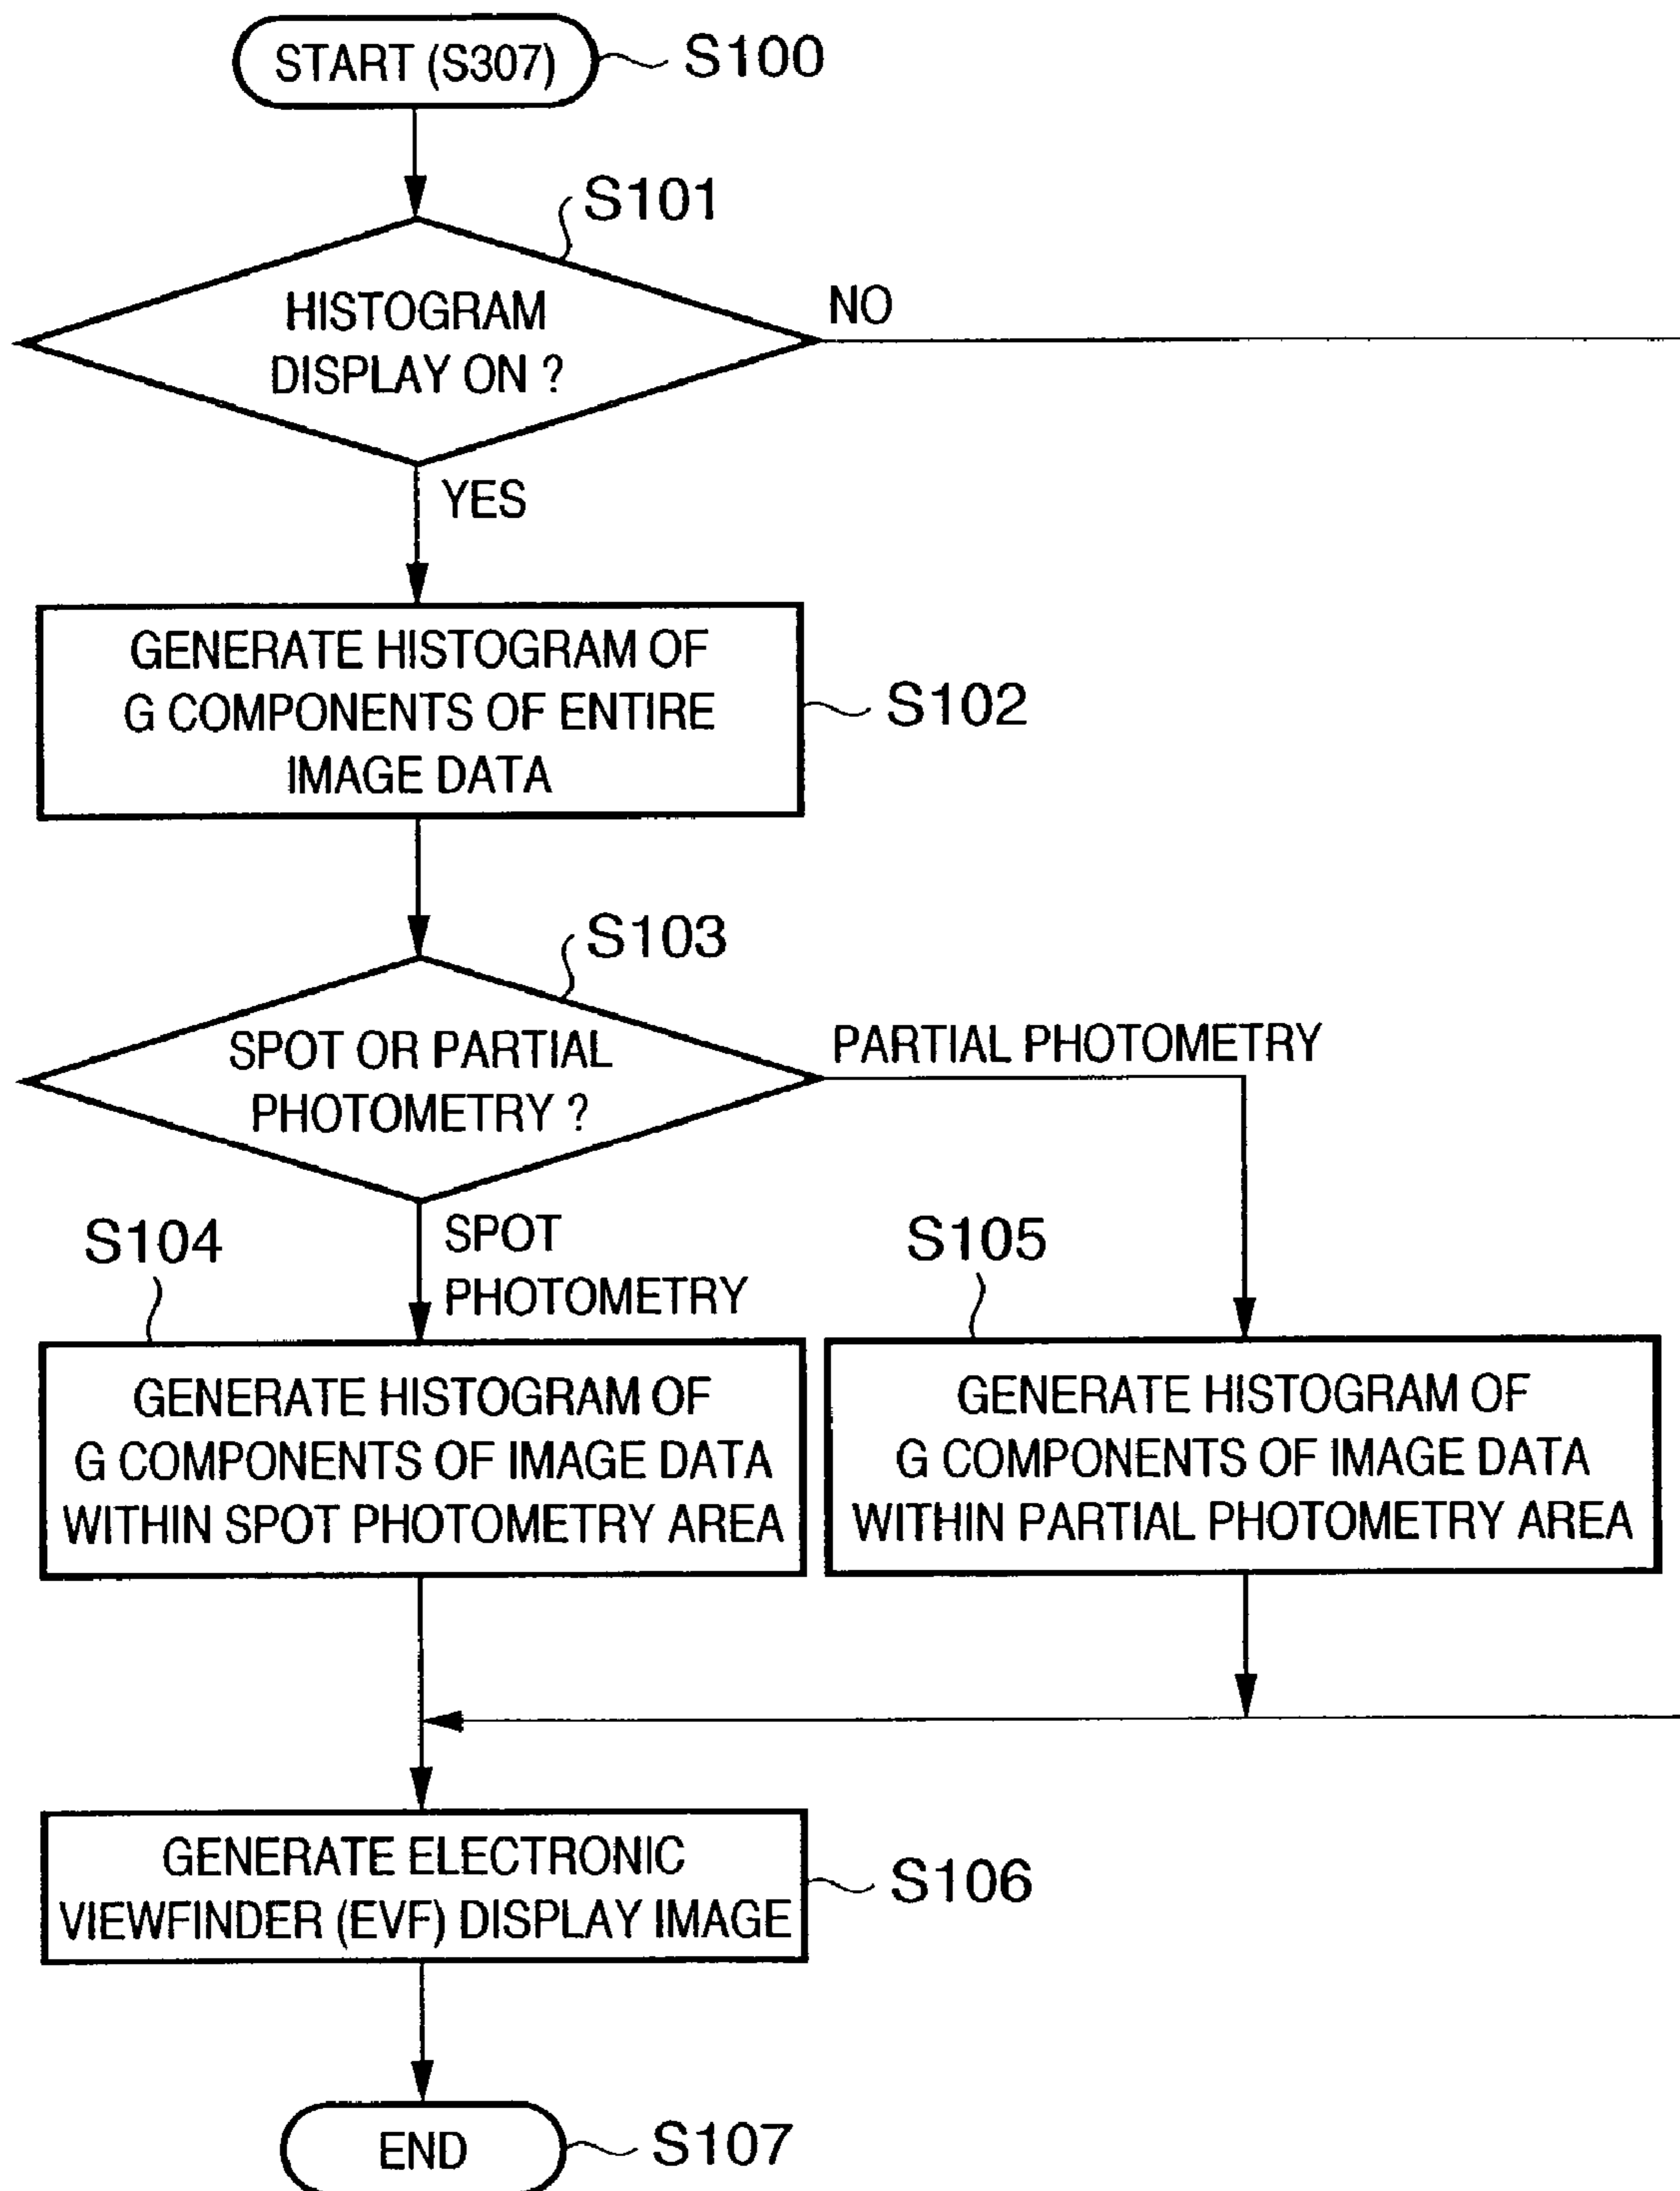 START (S307)
S100
S101
HISTOGRAM
DISPLAY ON ?
NO
YES
GENERATE HISTOGRAM OF
G COMPONENTS OF ENTIRE
IMAGE DATA
S102
S103
SPOT OR PARTIAL
PHOTOMETRY ?
PARTIAL PHOTOMETRY
SPOT
PHOTOMETRY
S104
GENERATE HISTOGRAM OF
G COMPONENTS OF IMAGE DATA
WITHIN SPOT PHOTOMETRY AREA
S105
GENERATE HISTOGRAM OF
G COMPONENTS OF IMAGE DATA
WITHIN PARTIAL PHOTOMETRY AREA
GENERATE ELECTRONIC
VIEWFINDER (EVF) DISPLAY IMAGE
S106
END
S107